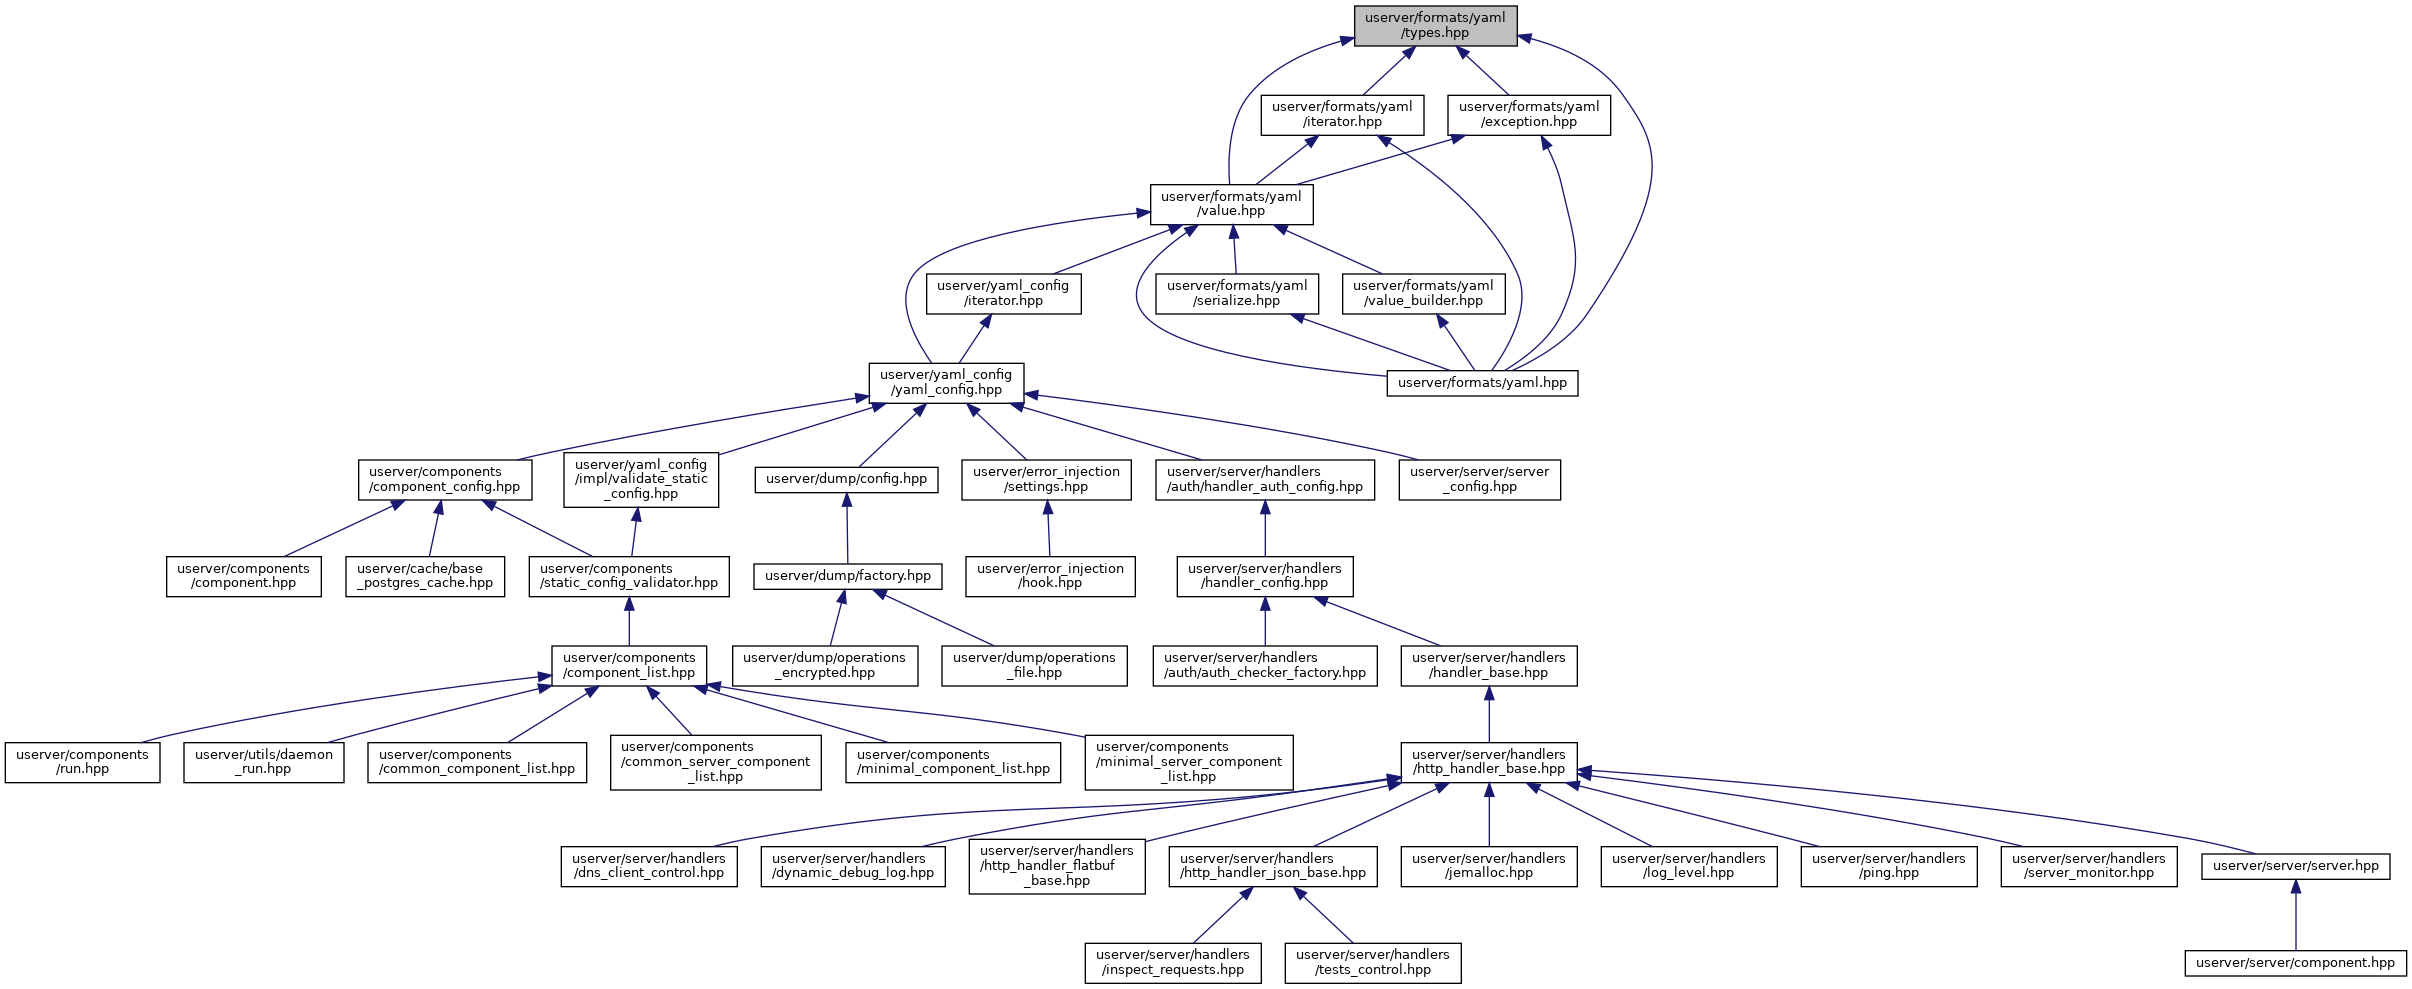 userver/formats/yaml
/types.hpp
userver/formats/yaml
/iterator.hpp
userver/formats/yaml
/exception.hpp
userver/formats/yaml
/value.hpp
userver/yaml_config
/iterator.hpp
userver/formats/yaml
/serialize.hpp
userver/formats/yaml
/value_builder.hpp
userver/yaml_config
/yaml_config.hpp
userver/formats/yaml.hpp
userver/components
/component_config.hpp
userver/yaml_config
/impl/validate_static
_config.hpp
userver/dump/config.hpp
userver/error_injection
/settings.hpp
userver/server/handlers
/auth/handler_auth_config.hpp
userver/server/server
_config.hpp
userver/components
/component.hpp
userver/cache/base
_postgres_cache.hpp
userver/components
/static_config_validator.hpp
userver/dump/factory.hpp
userver/error_injection
/hook.hpp
userver/server/handlers
/handler_config.hpp
userver/components
/component_list.hpp
userver/dump/operations
_encrypted.hpp
userver/dump/operations
_file.hpp
userver/server/handlers
/auth/auth_checker_factory.hpp
userver/server/handlers
/handler_base.hpp
userver/components
/run.hpp
userver/utils/daemon
_run.hpp
userver/components
/common_component_list.hpp
userver/components
/common_server_component
_list.hpp
userver/components
/minimal_component_list.hpp
userver/components
/minimal_server_component
_list.hpp
userver/server/handlers
/http_handler_base.hpp
userver/server/handlers
/dns_client_control.hpp
userver/server/handlers
/dynamic_debug_log.hpp
userver/server/handlers
/http_handler_flatbuf
_base.hpp
userver/server/handlers
/http_handler_json_base.hpp
userver/server/handlers
/jemalloc.hpp
userver/server/handlers
/log_level.hpp
userver/server/handlers
/ping.hpp
userver/server/handlers
/server_monitor.hpp
userver/server/server.hpp
userver/server/handlers
/inspect_requests.hpp
userver/server/handlers
/tests_control.hpp
userver/server/component.hpp